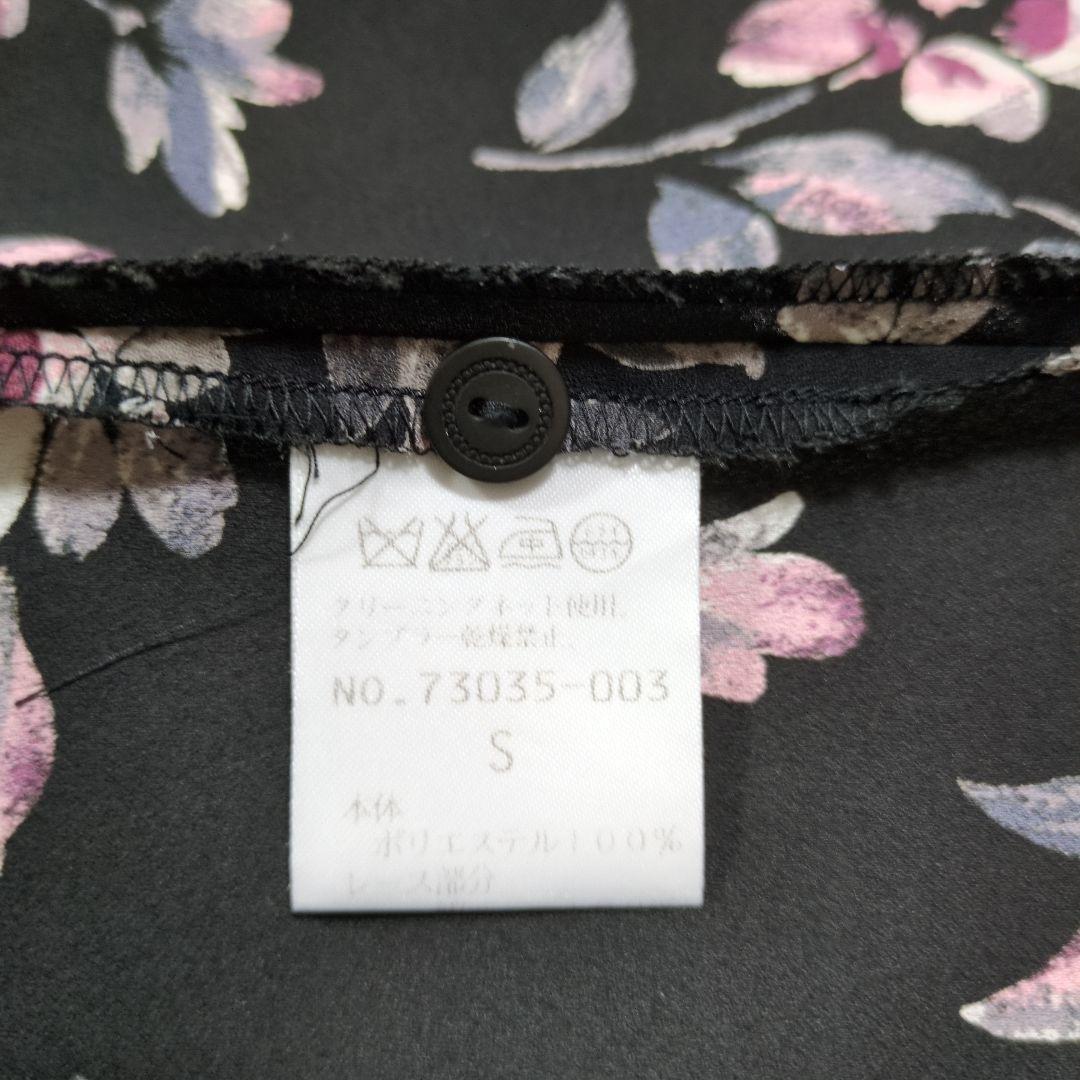 中
クリーニングネット使用。
タンブラー乾燥禁止。
NO.73035-003
S
本体
ポリエステル100%
レース部分